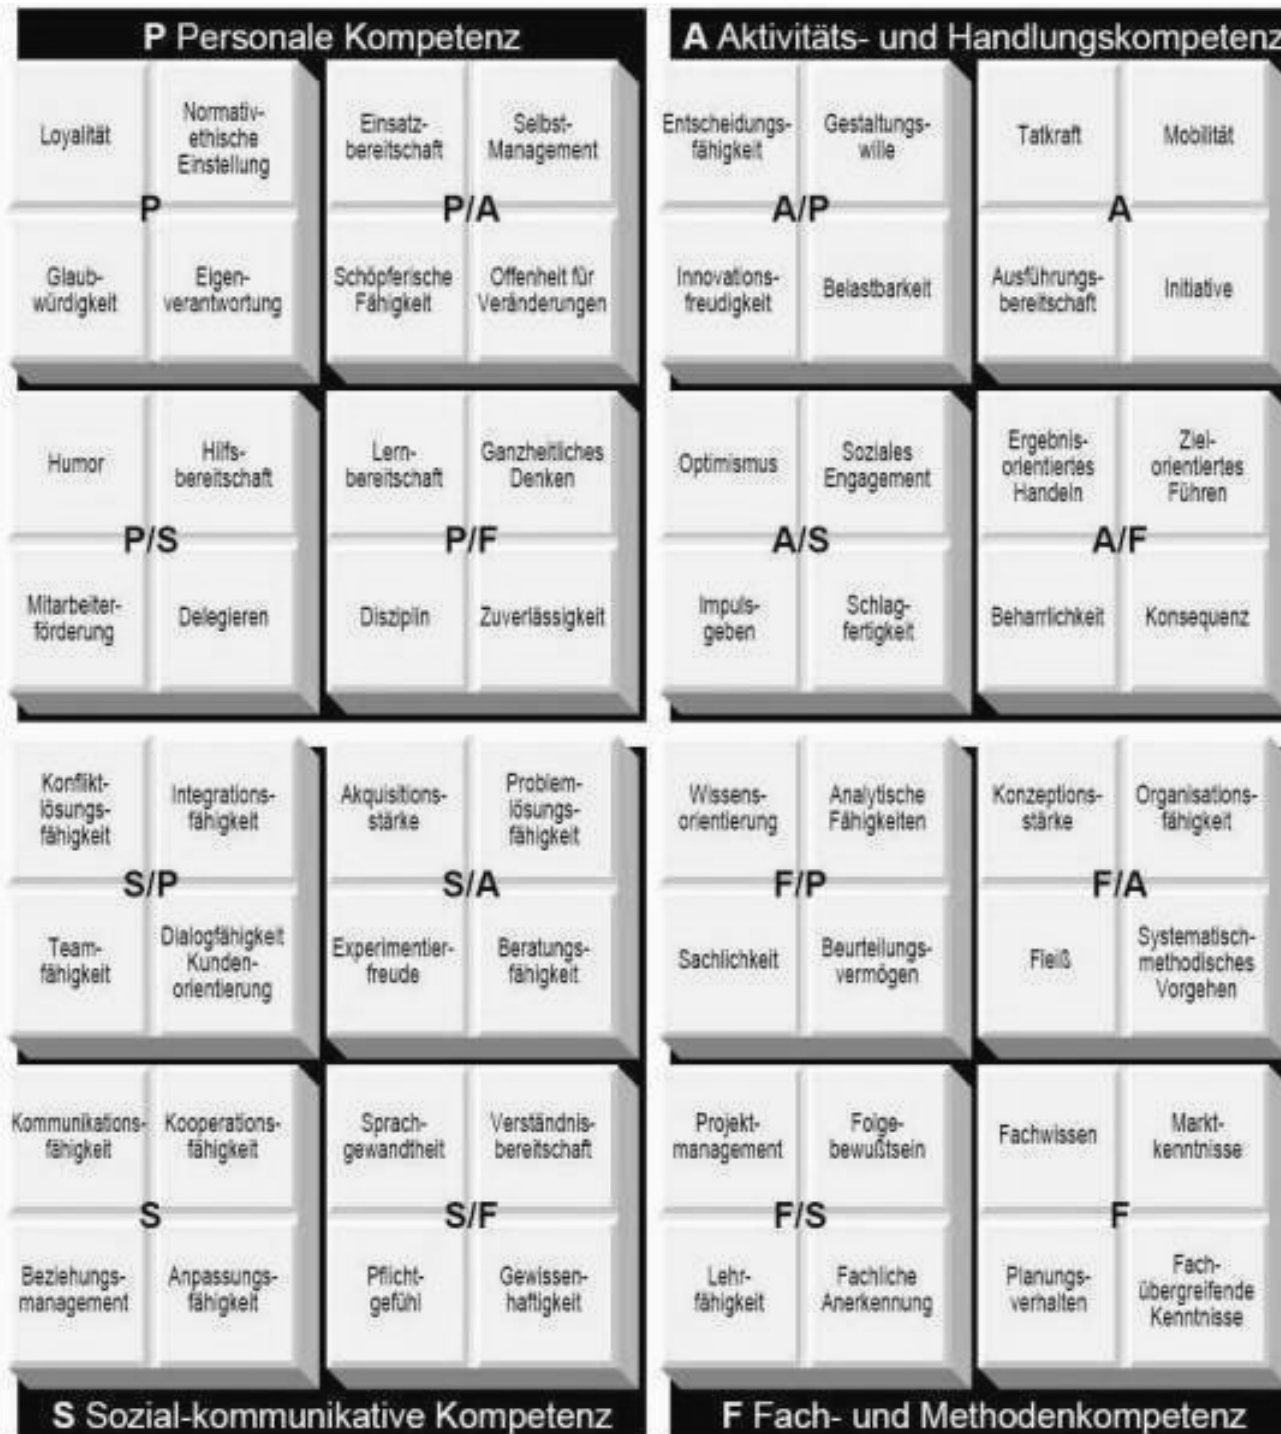 P Personale Kompetenz
Loyalität
Normativ-
ethische
Einstellung
Einsatz-
bereitschaft
Selbst-
Management
P
P/A
Glaub-
würdigkeit
Eigen-
verantwortung
Schöpferische
Fähigkeit
Offenheit für
Veränderungen
Humor
Hilfs-
bereitschaft
Lern-
bereitschaft
Ganzheitliches
Denken
P/S
P/F
Mitarbeiter-
förderung
Delegieren
Disziplin
Zuverlässigkeit
A Aktivitäts- und Handlungskompetenz
Entscheidungs-
fähigkeit
Gestaltungs-
wille
Tatkraft
Mobilität
A/P
A
Innovations-
freudigkeit
Belastbarkeit
Ausführungs-
bereitschaft
Initiative
Optimismus
Soziales
Engagement
Ergebnis-
orientiertes
Handeln
Ziel-
orientiertes
Führen
A/S
A/F
Impuls-
geben
Schlag-
fertigkeit
Beharrlichkeit
Konsequenz
Konflikt-
lösungs-
fähigkeit
Integrations-
fähigkeit
Akquisitions-
stärke
Problem-
lösungs-
fähigkeit
S/P
S/A
Team-
fähigkeit
Dialogfähigkeit
Kunden-
orientierung
Experimentier-
freude
Beratungs-
fähigkeit
Kommunikations-
fähigkeit
Kooperations-
fähigkeit
Sprach-
gewandtheit
Verständnis-
bereitschaft
S
S/F
Beziehungs-
management
Anpassungs-
fähigkeit
Pflicht-
gefühl
Gewissen-
haftigkeit
S Sozial-kommunikative Kompetenz
Wissens-
orientierung
Analytische
Fähigkeiten
Konzeptions-
stärke
Organisations-
fähigkeit
F/P
F/A
Sachlichkeit
Beurteilungs-
vermögen
Fleiß
Systematisch-
methodisches
Vorgehen
Projekt-
management
Folge-
bewußtsein
Fachwissen
Markt-
kenntnisse
F/S
F
Lehr-
fähigkeit
Fachliche
Anerkennung
Planungs-
verhalten
Fach-
übergreifende
Kenntnisse
F Fach- und Methodenkompetenz